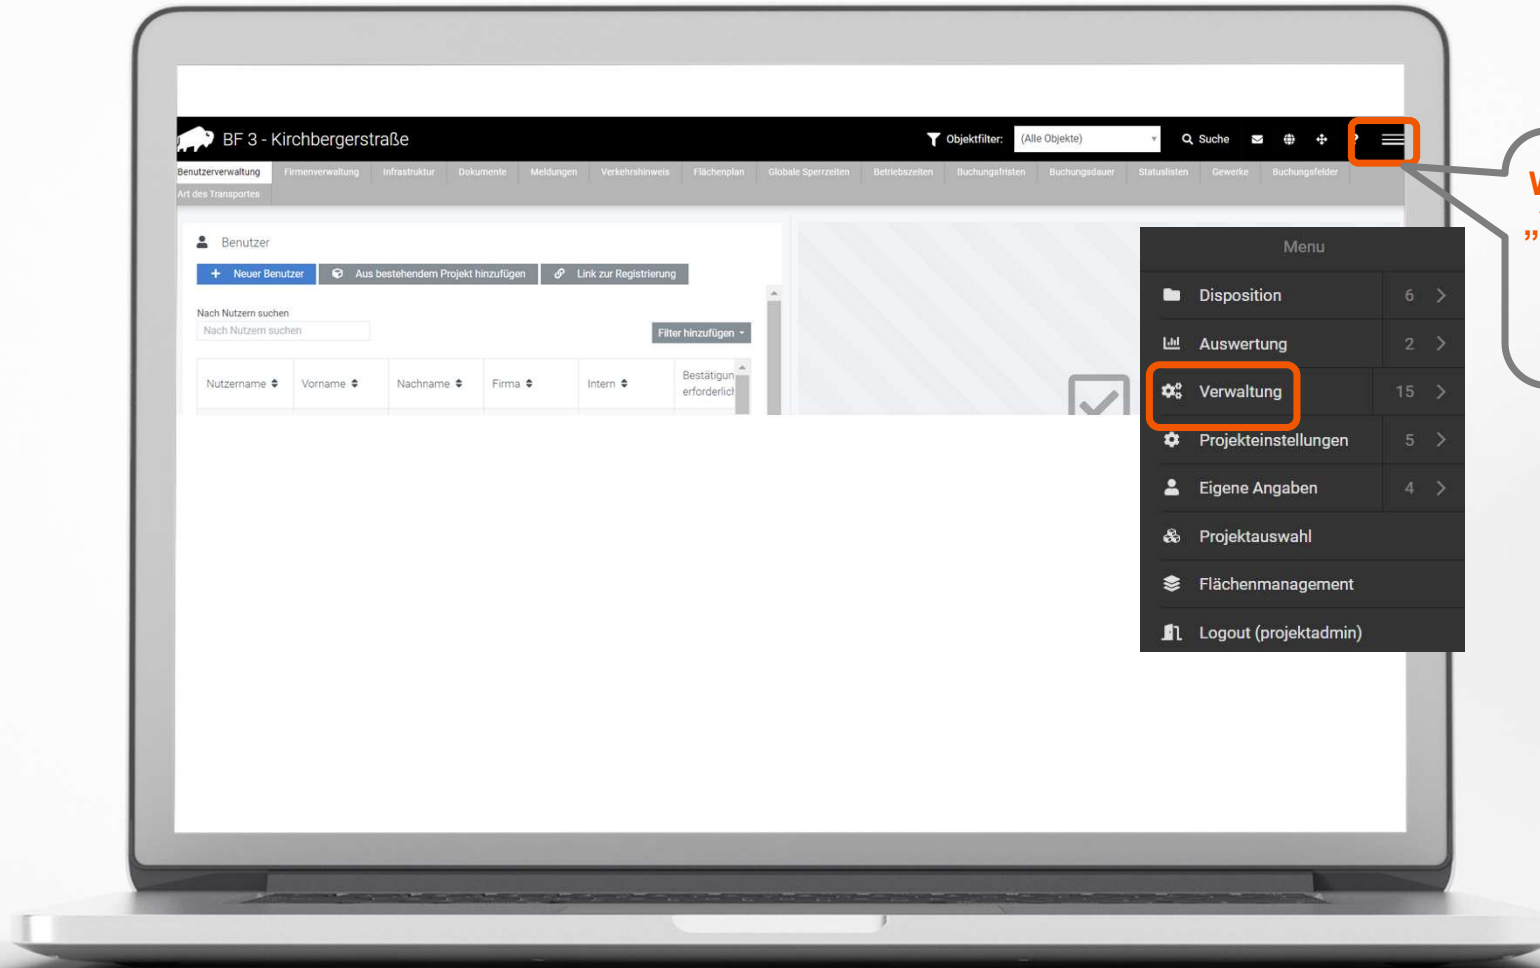 BF 3 - Kirchbergerstraße
Objektfilter: (Alle Objekte) Suche ?
Benutzerverwaltung Firmenverwaltung Infrastruktur Dokumente Meldungen Verkehrshinweis Flächenplan Globale Sperrzeiten Betriebszeiten Buchungsfristen Buchungsdauer Statuslisten Gewerke Buchungsfelder
Art des Transportes
Benutzer
+ Neuer Benutzer Aus bestehendem Projekt hinzufügen Link zur Registrierung
Nach Nutzern suchen
Nach Nutzern suchen
Filter hinzufügen
Nutzername Vorname Nachname Firma Intern
erforderlich
Menu
Disposition 6
Auswertung 2
Verwaltung 15
Projekteinstellungen 5
Eigene Angaben 4
Projektauswahl
Flächenmanagement
Logout (projektadmin)
„